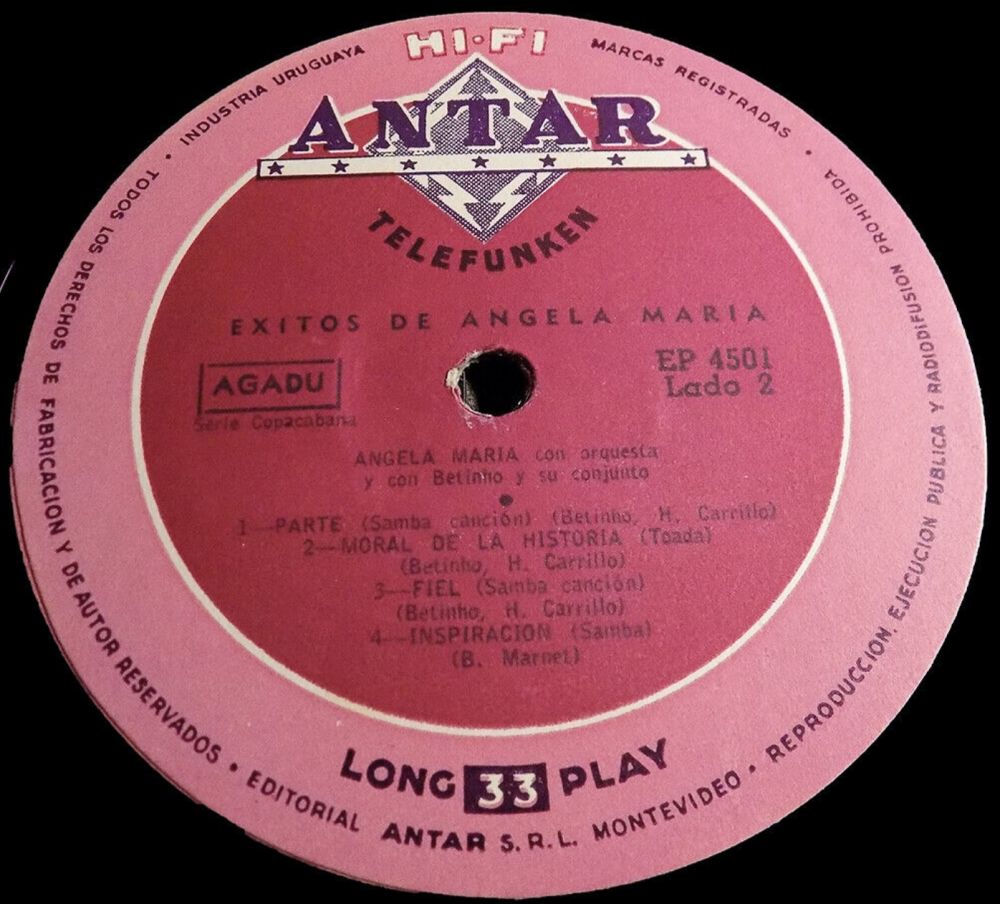 HI-FI
ANTAR
TELEFUNKEN
EXITOS DE ANGELA MARIA
AGADU
Serie Copacabana
EP 4501
Lado 2
ANGELA MARIA con orquesta
y con Betinho y su conjunto
1—PARTE (Samba canción) (Betinho, H. Carrillo)
2—MORAL DE LA HISTORIA (Toada)
(Betinho, H. Carrillo)
3—FIEL (Samba canción)
(Betinho, H. Carrillo)
4—INSPIRACION (Samba)
(B. Marnet)
LONG 33 PLAY
TODOS LOS DERECHOS DE FABRICACION Y DE AUTOR RESERVADOS • EDITORIAL ANTAR S.R.L. MONTEVIDEO • REPRODUCCION, EJECUCION PUBLICA Y RADIODIFUSION PROHIBIDA
• INDUSTRIA URUGUAYA
MARCAS REGISTRADAS •